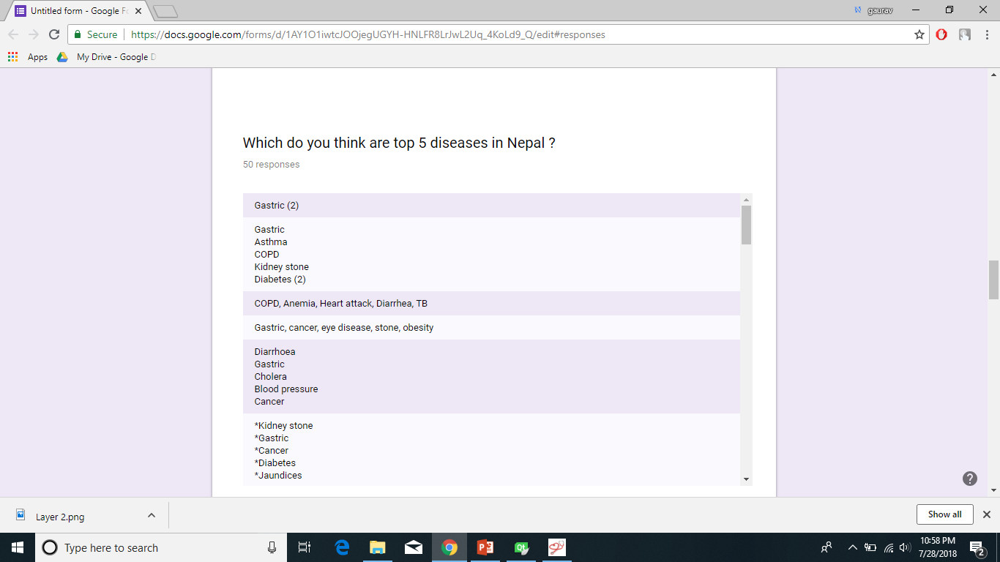 Untitled form - Google Fo
gaurav
Secure
https://docs.google.com/forms/d/1AY1O1iwtcJOOjegUGYH-HNLFR8LrJwL2Uq_4KoLd9_Q/edit#responses
Apps
My Drive - Google D
Which do you think are top 5 diseases in Nepal ?
50 responses
Gastric (2)
Gastric
Asthma
COPD
Kidney stone
Diabetes (2)
COPD, Anemia, Heart attack, Diarrhea, TB
Gastric, cancer, eye disease, stone, obesity
Diarrhoea
Gastric
Cholera
Blood pressure
Cancer
*Kidney stone
*Gastric
*Cancer
*Diabetes
*Jaundices
Layer 2.png
Show all
Type here to search
10:58 PM
7/28/2018
2